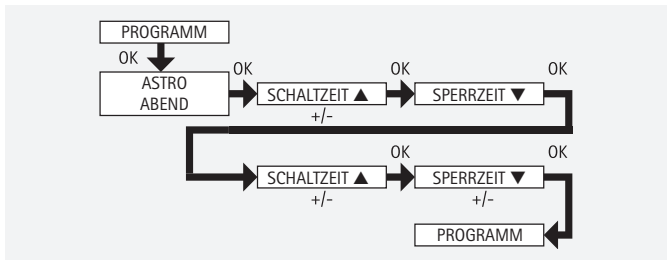 PROGRAMM
OK
ASTRO
ABEND
OK
SCHALTZEIT ▲
+/-
OK
SPERRZEIT ▼
OK
SCHALTZEIT ▲
+/-
OK
SPERRZEIT ▼
+/-
OK
PROGRAMM